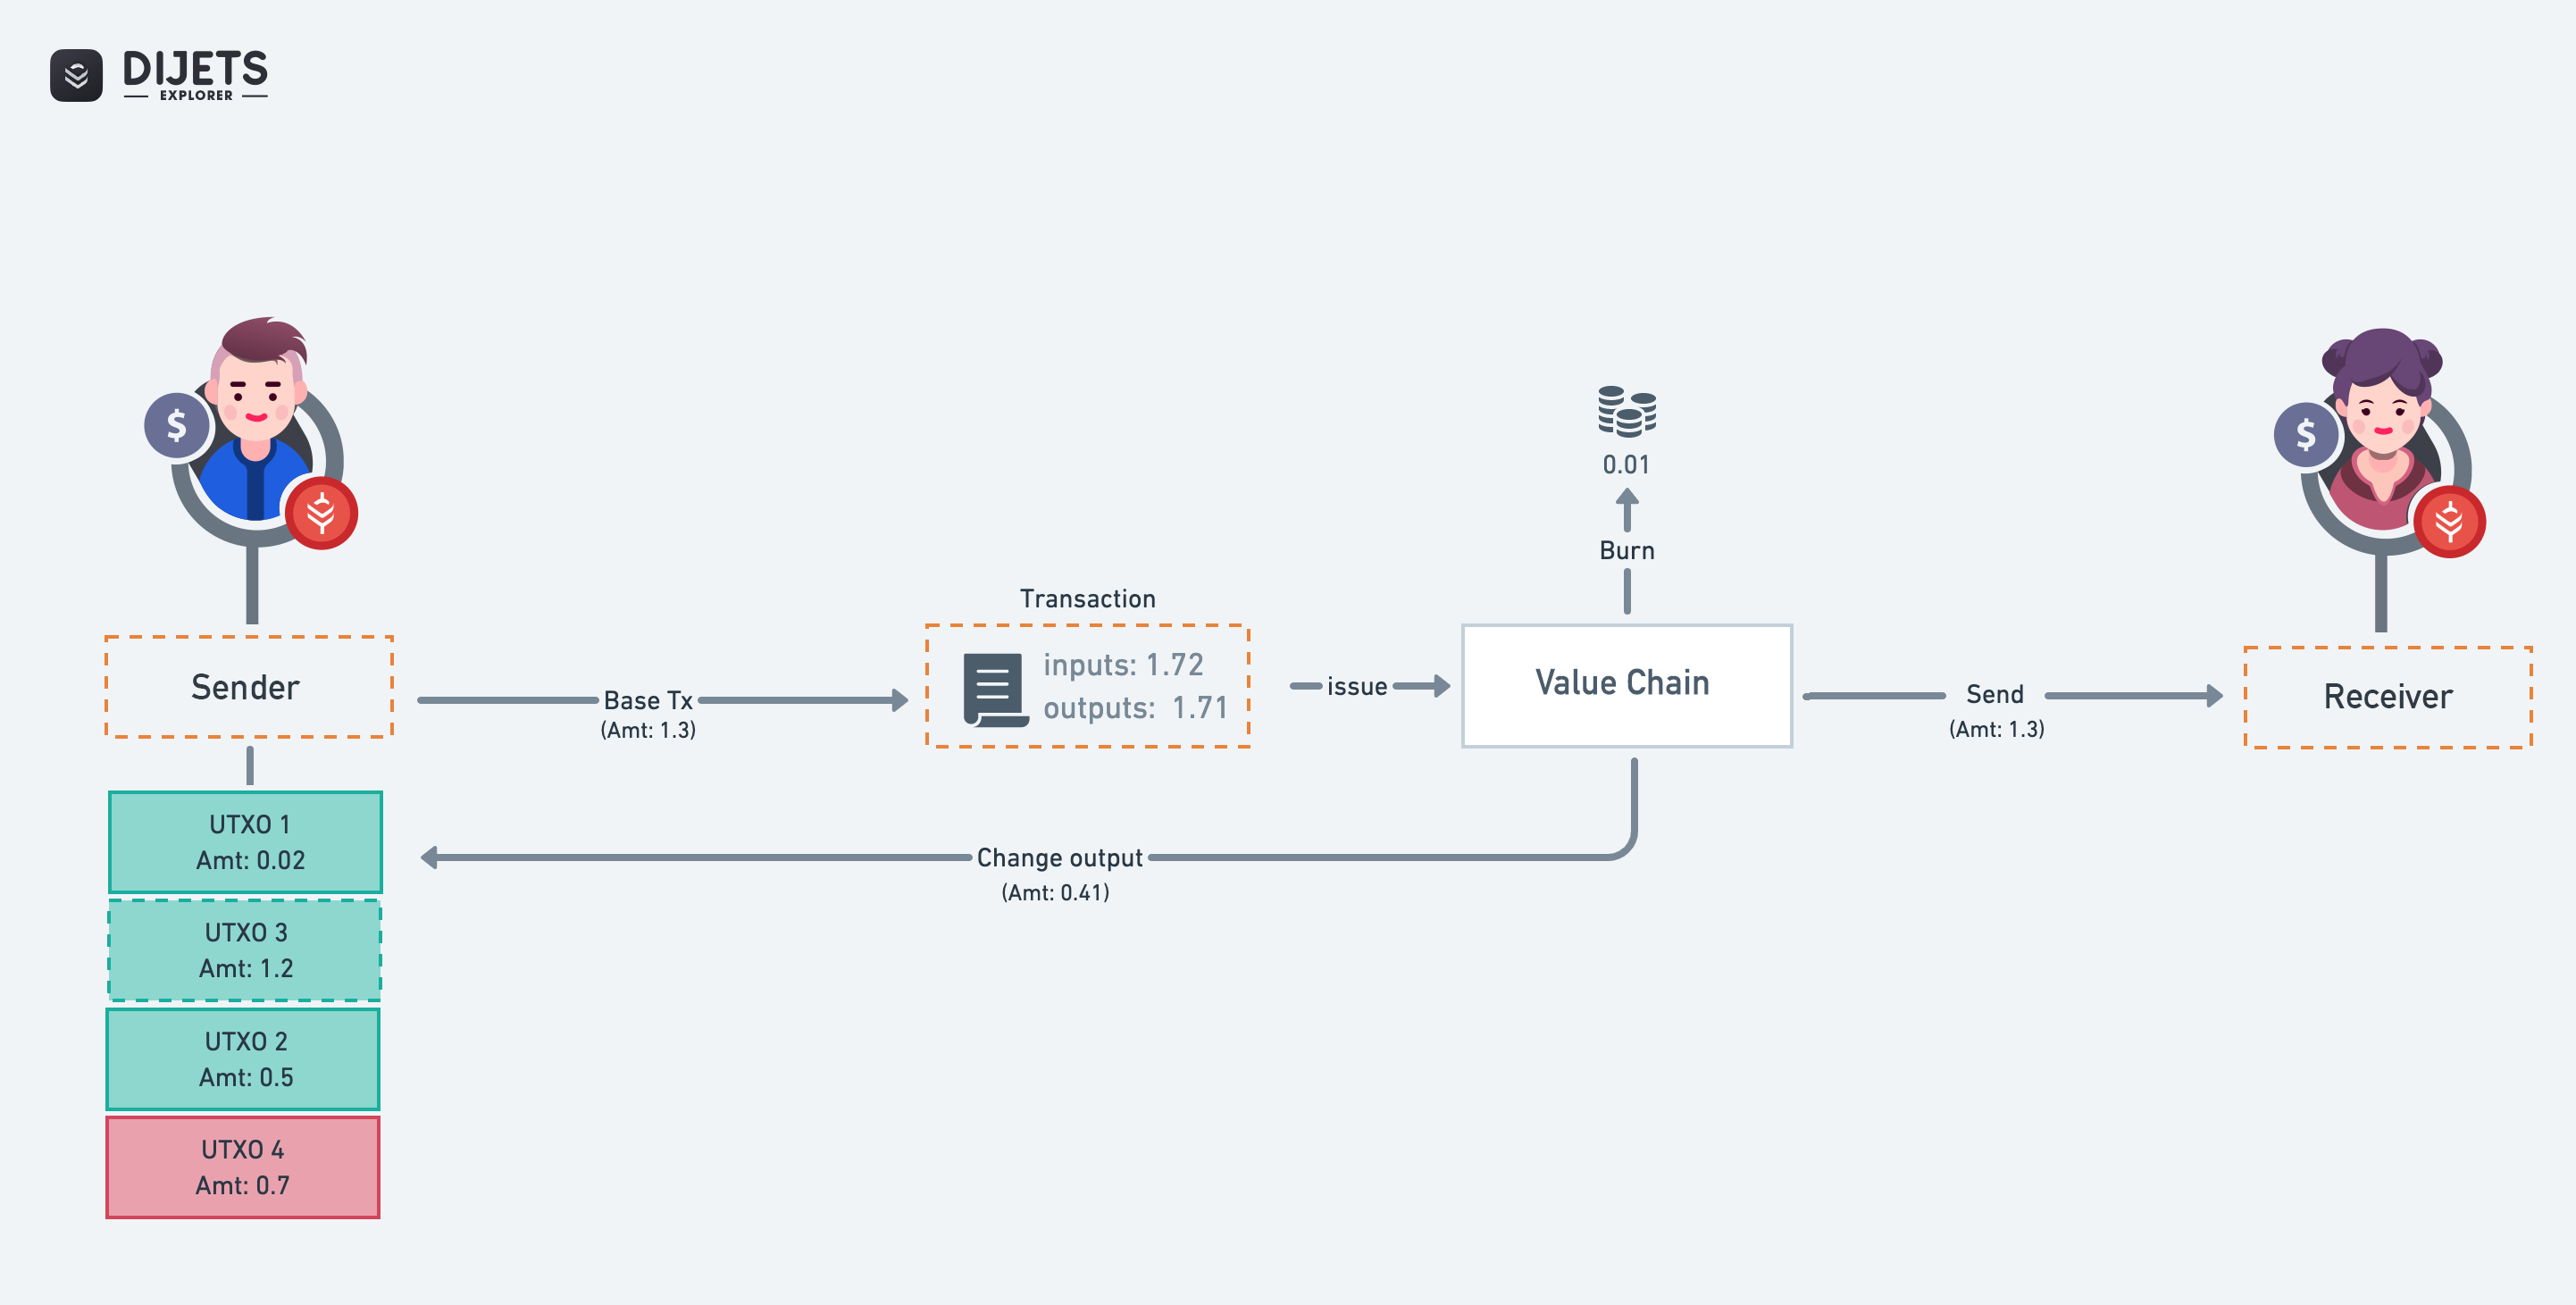 DIJETS
EXPLORER
$
$
0.01
Burn
Transaction
inputs: 1.72
outputs: 1.71
Sender
Base Tx
(Amt: 1.3)
issue
Value Chain
Send
(Amt: 1.3)
Receiver
UTXO 1
Amt: 0.02
Change output
(Amt: 0.41)
UTXO 3
Amt: 1.2
UTXO 2
Amt: 0.5
UTXO 4
Amt: 0.7